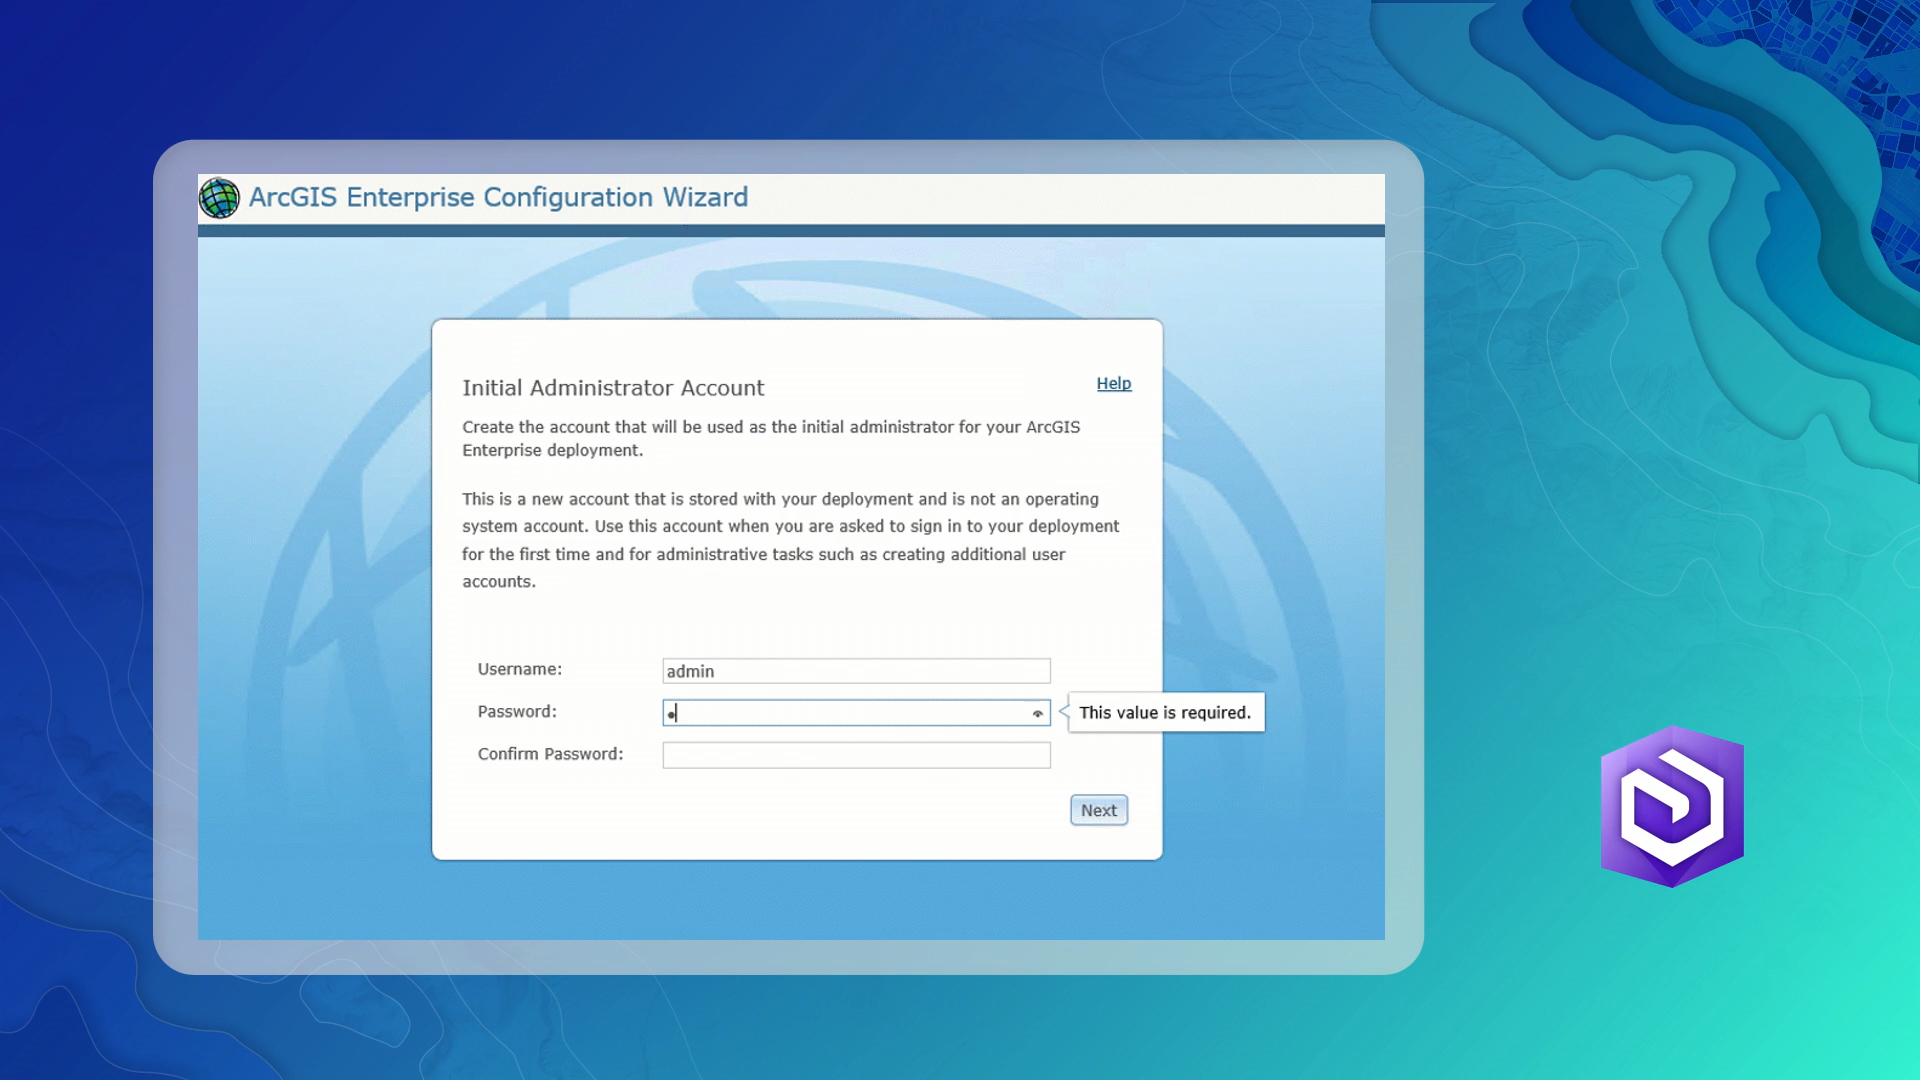 ArcGIS Enterprise Configuration Wizard
Initial Administrator Account
Help
Create the account that will be used as the initial administrator for your ArcGIS
Enterprise deployment.
This is a new account that is stored with your deployment and is not an operating
system account. Use this account when you are asked to sign in to your deployment
for the first time and for administrative tasks such as creating additional user
accounts.
Username:
admin
Password:
This value is required.
Confirm Password:
Next